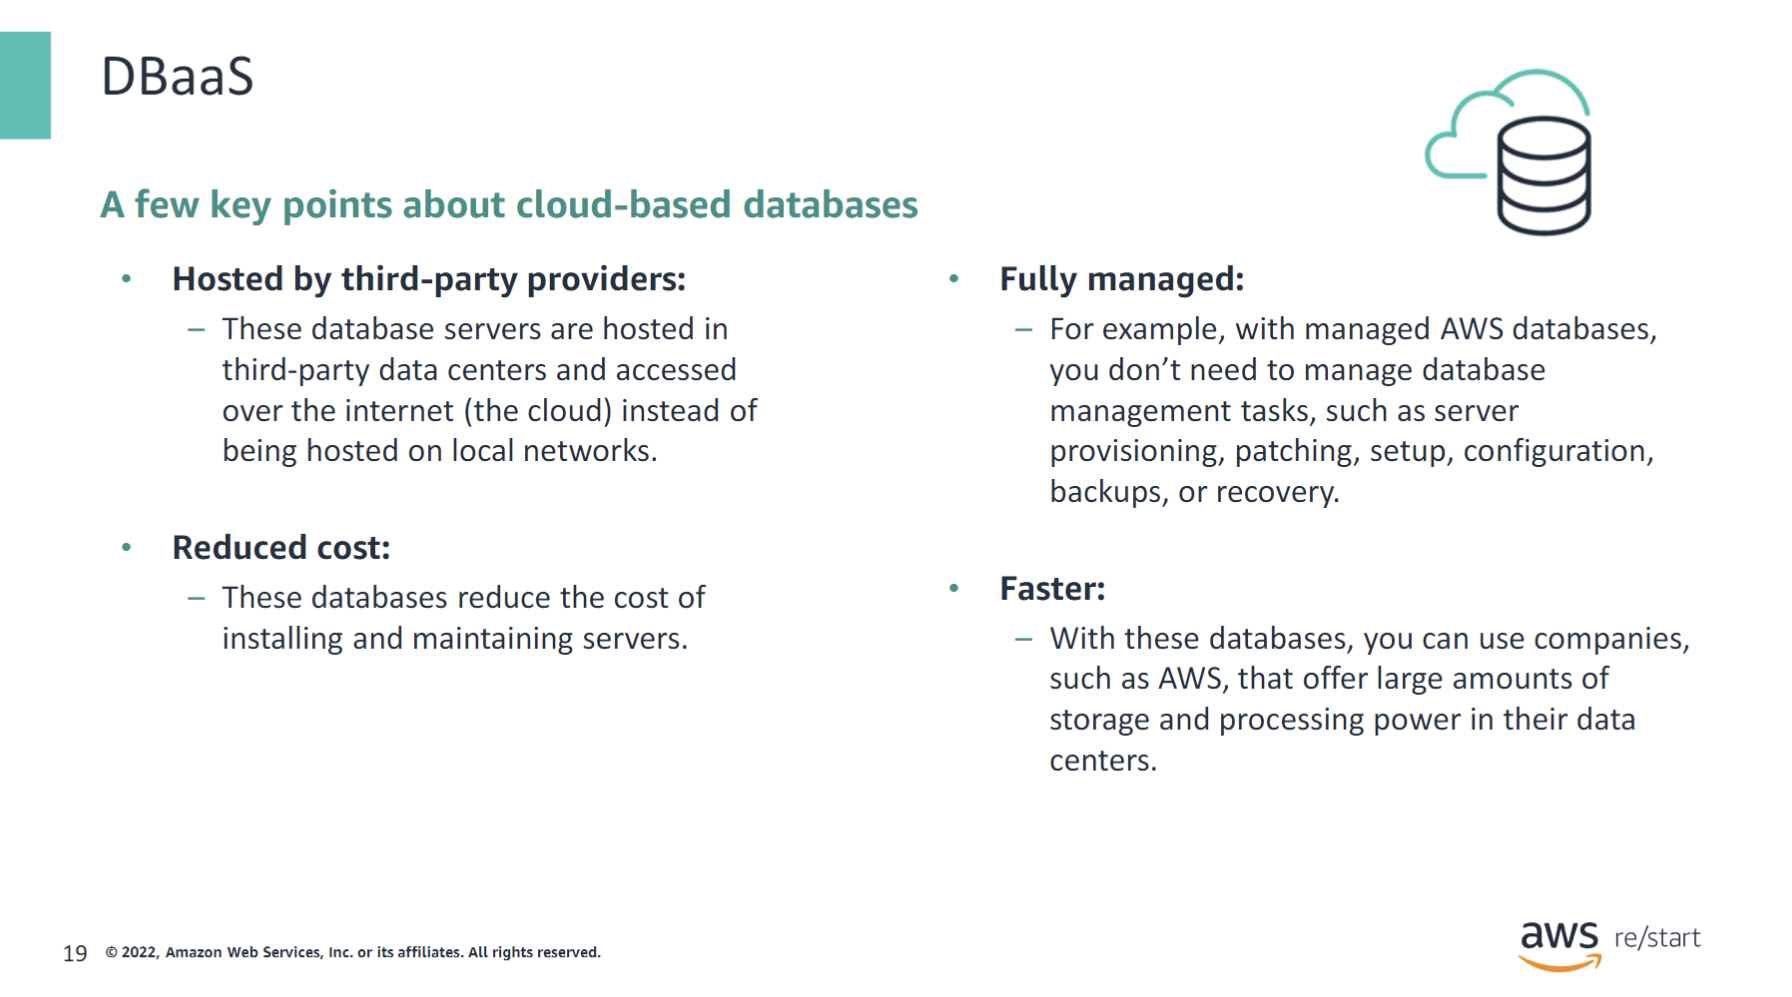 DBaaS
A few key points about cloud-based databases
• Hosted by third-party providers:
– These database servers are hosted in
third-party data centers and accessed
over the internet (the cloud) instead of
being hosted on local networks.
• Reduced cost:
– These databases reduce the cost of
installing and maintaining servers.
• Fully managed:
– For example, with managed AWS databases,
you don’t need to manage database
management tasks, such as server
provisioning, patching, setup, configuration,
backups, or recovery.
• Faster:
– With these databases, you can use companies,
such as AWS, that offer large amounts of
storage and processing power in their data
centers.
19 © 2022, Amazon Web Services, Inc. or its affiliates. All rights reserved.
aws re/start